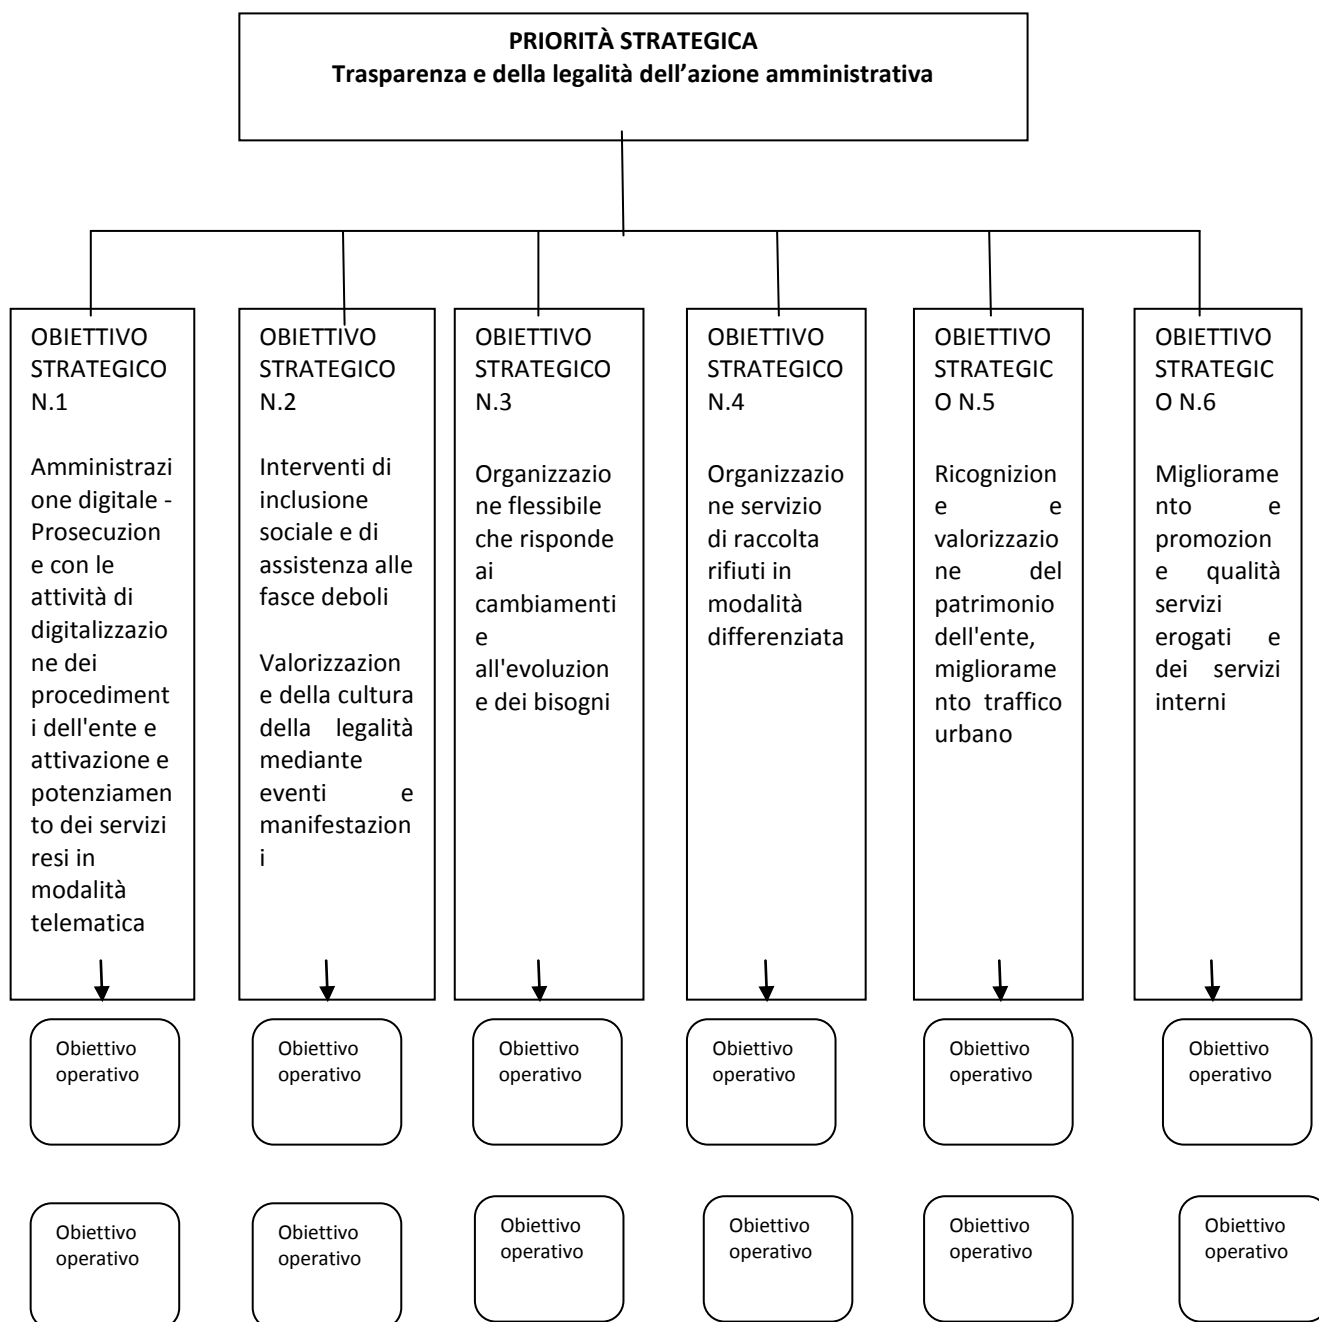 PRIORITÀ STRATEGICA
Trasparenza e della legalità dell’azione amministrativa
OBIETTIVO
STRATEGICO
N.1
Amministrazi
one digitale -
Prosecuzion
e con le
attività di
digitalizzazio
ne dei
procediment
i dell'ente e
attivazione e
potenziamen
to dei servizi
resi in
modalità
telematica
OBIETTIVO
STRATEGICO
N.2
Interventi di
inclusione
sociale e di
assistenza alle
fasce deboli
Valorizzazion
e della cultura
della legalità
mediante
eventi e
manifestazion
i
OBIETTIVO
STRATEGICO
N.3
Organizzazio
ne flessibile
che risponde
ai
cambiamenti
e
all'evoluzion
e dei bisogni
OBIETTIVO
STRATEGICO
N.4
Organizzazio
ne servizio
di raccolta
rifiuti in
modalità
differenziata
OBIETTIVO
STRATEGIC
O N.5
Ricognizion
e e
valorizzazio
ne del
patrimonio
dell'ente,
migliorame
nto traffico
urbano
OBIETTIVO
STRATEGIC
O N.6
Migliorame
nto e
promozion
e qualità
servizi
erogati e
dei servizi
interni
Obiettivo
operativo
Obiettivo
operativo
Obiettivo
operativo
Obiettivo
operativo
Obiettivo
operativo
Obiettivo
operativo
Obiettivo
operativo
Obiettivo
operativo
Obiettivo
operativo
Obiettivo
operativo
Obiettivo
operativo
Obiettivo
operativo